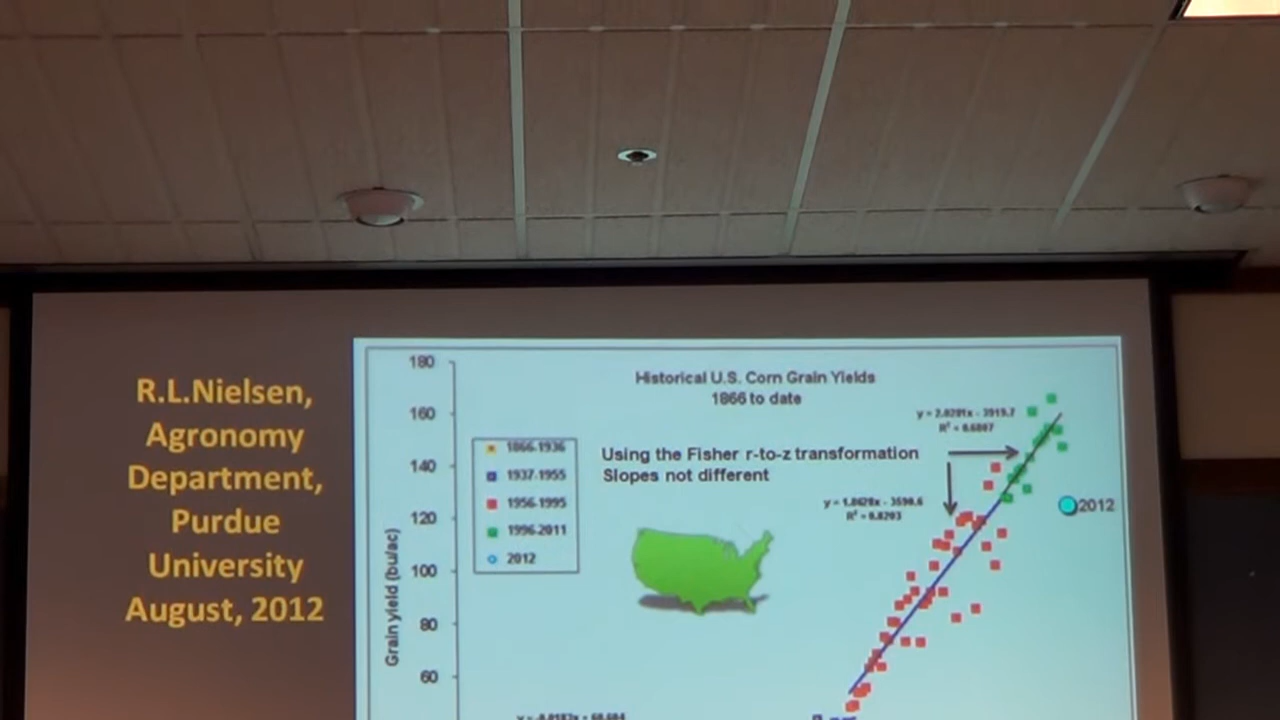 R.L.Nielsen,
Agronomy
Department,
Purdue
University
August, 2012
Historical U.S. Corn Grain Yields
1866 to date
180
160
140
120
100
80
60
Grain yield (bu/ac)
1866-1936
1937-1955
1956-1995
1996-2011
2012
Using the Fisher r-to-z transformation
Slopes not different
2012